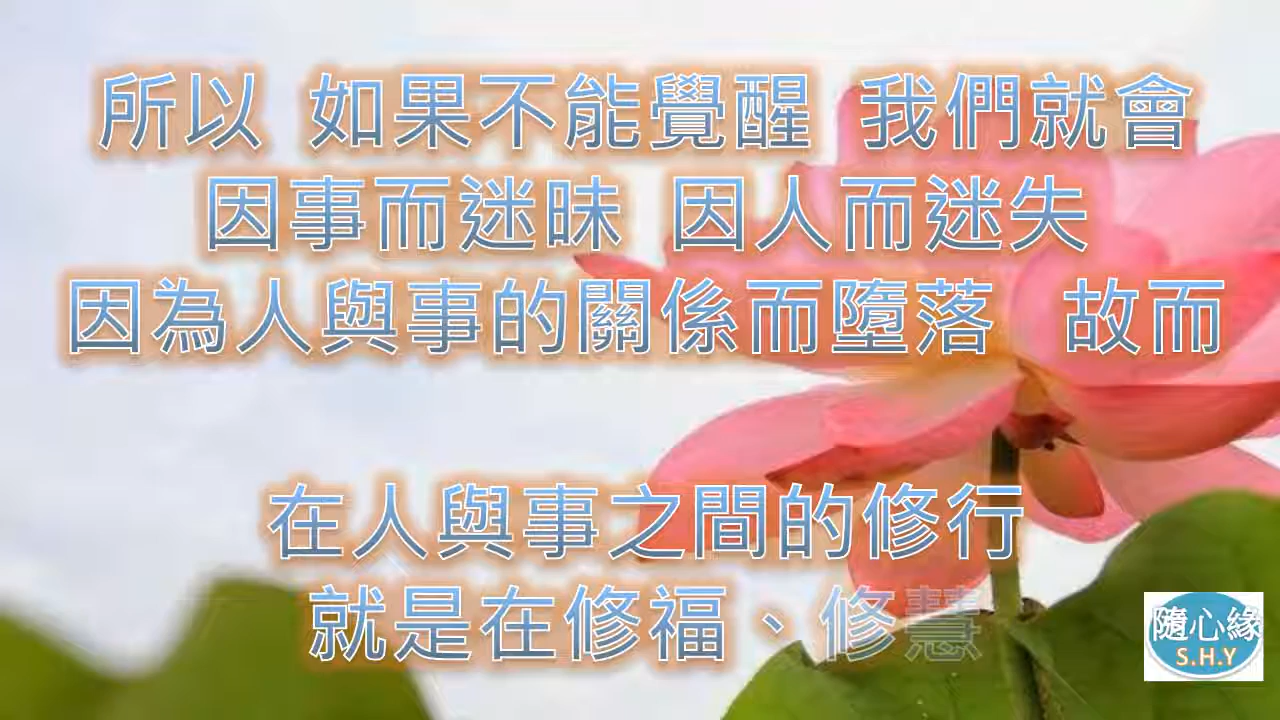 所以 如果不能覺醒 我們就會
因事而迷昧 因人而迷失
因為人與事的關係而墮落 故而
在人與事之間的修行
就是在修福、修慧
隨心緣
S.H.Y